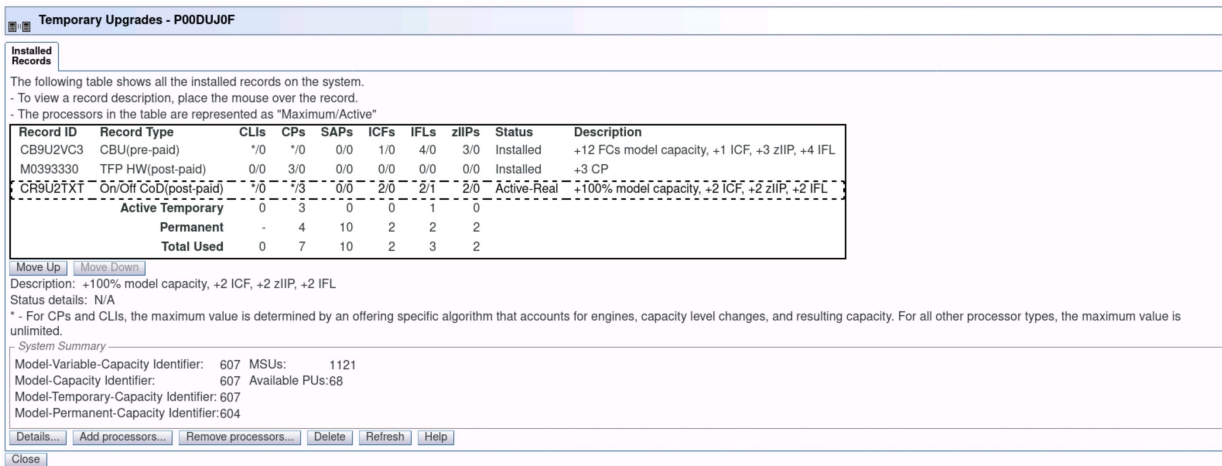 Temporary Upgrades - P00DUJ0F
Installed
Records
The following table shows all the installed records on the system.
- To view a record description, place the mouse over the record.
- The processors in the table are represented as "Maximum/Active"
Record ID Record Type CLIs CPs SAPs ICFs IFLs zIIPs Status Description
CB9U2VC3 CBU(pre-paid) */0 */0 0/0 1/0 4/0 3/0 Installed +12 FCs model capacity, +1 ICF, +3 zIIP, +4 IFL
M0393330 TFP HW(post-paid) 0/0 3/0 0/0 0/0 0/0 0/0 Installed +3 CP
CR9U2TXT On/Off CoD(post-paid) */0 */3 0/0 2/0 2/1 2/0 Active-Real +100% model capacity, +2 ICF, +2 zIIP, +2 IFL
Active Temporary 0 3 0 0 1 0
Permanent - 4 10 2 2 2
Total Used 0 7 10 2 3 2
Move Up Move Down
Description: +100% model capacity, +2 ICF, +2 zIIP, +2 IFL
Status details: N/A
* - For CPs and CLIs, the maximum value is determined by an offering specific algorithm that accounts for engines, capacity level changes, and resulting capacity. For all other processor types, the maximum value is
unlimited.
System Summary
Model-Variable-Capacity Identifier: 607 MSUs: 1121
Model-Capacity Identifier: 607 Available PUs:68
Model-Temporary-Capacity Identifier: 607
Model-Permanent-Capacity Identifier:604
Details... Add processors... Remove processors... Delete Refresh Help
Close